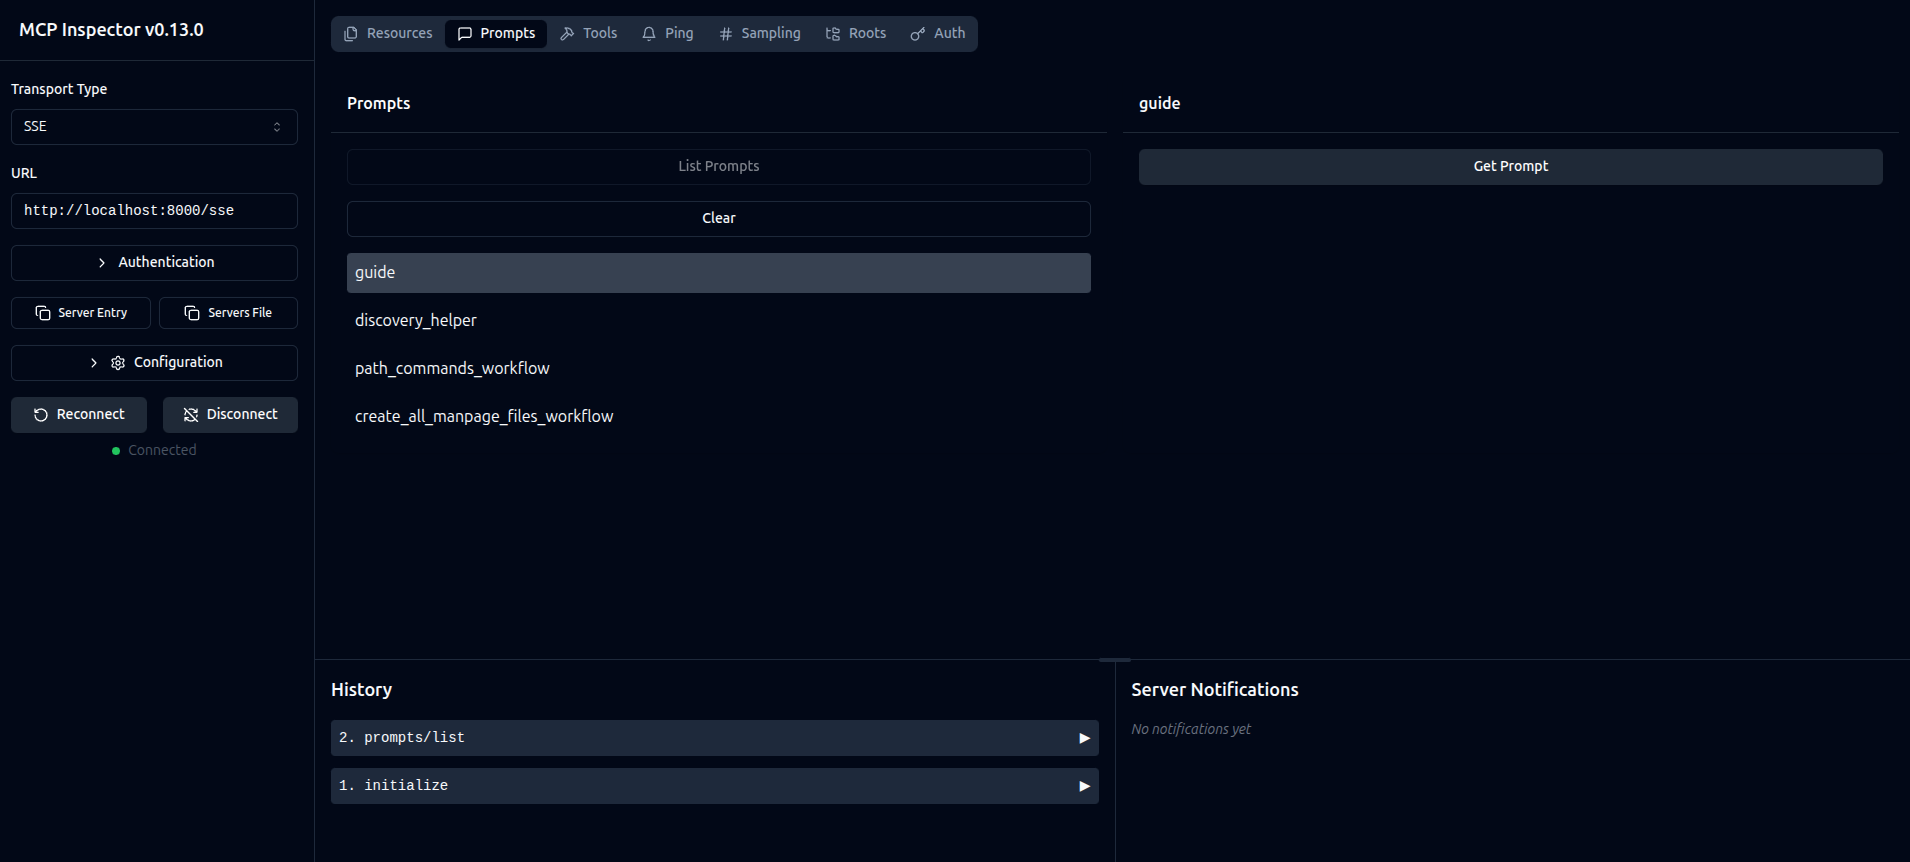 MCP Inspector v0.13.0
Transport Type
SSE
URL
http://localhost:8000/sse
Authentication
Server Entry
Servers File
Configuration
Reconnect
Disconnect
Connected
Resources
Prompts
Tools
Ping
Sampling
Roots
Auth
Prompts
List Prompts
Clear
guide
discovery_helper
path_commands_workflow
create_all_manpage_files_workflow
guide
Get Prompt
History
2. prompts/list
1. initialize
Server Notifications
No notifications yet